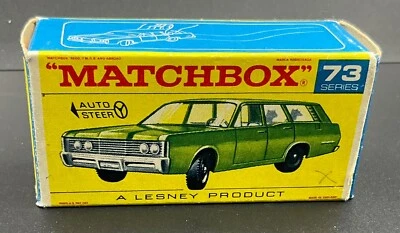 "MATCHBOX"®
73
SERIES
AUTO
STEER
A LESNEY PRODUCT